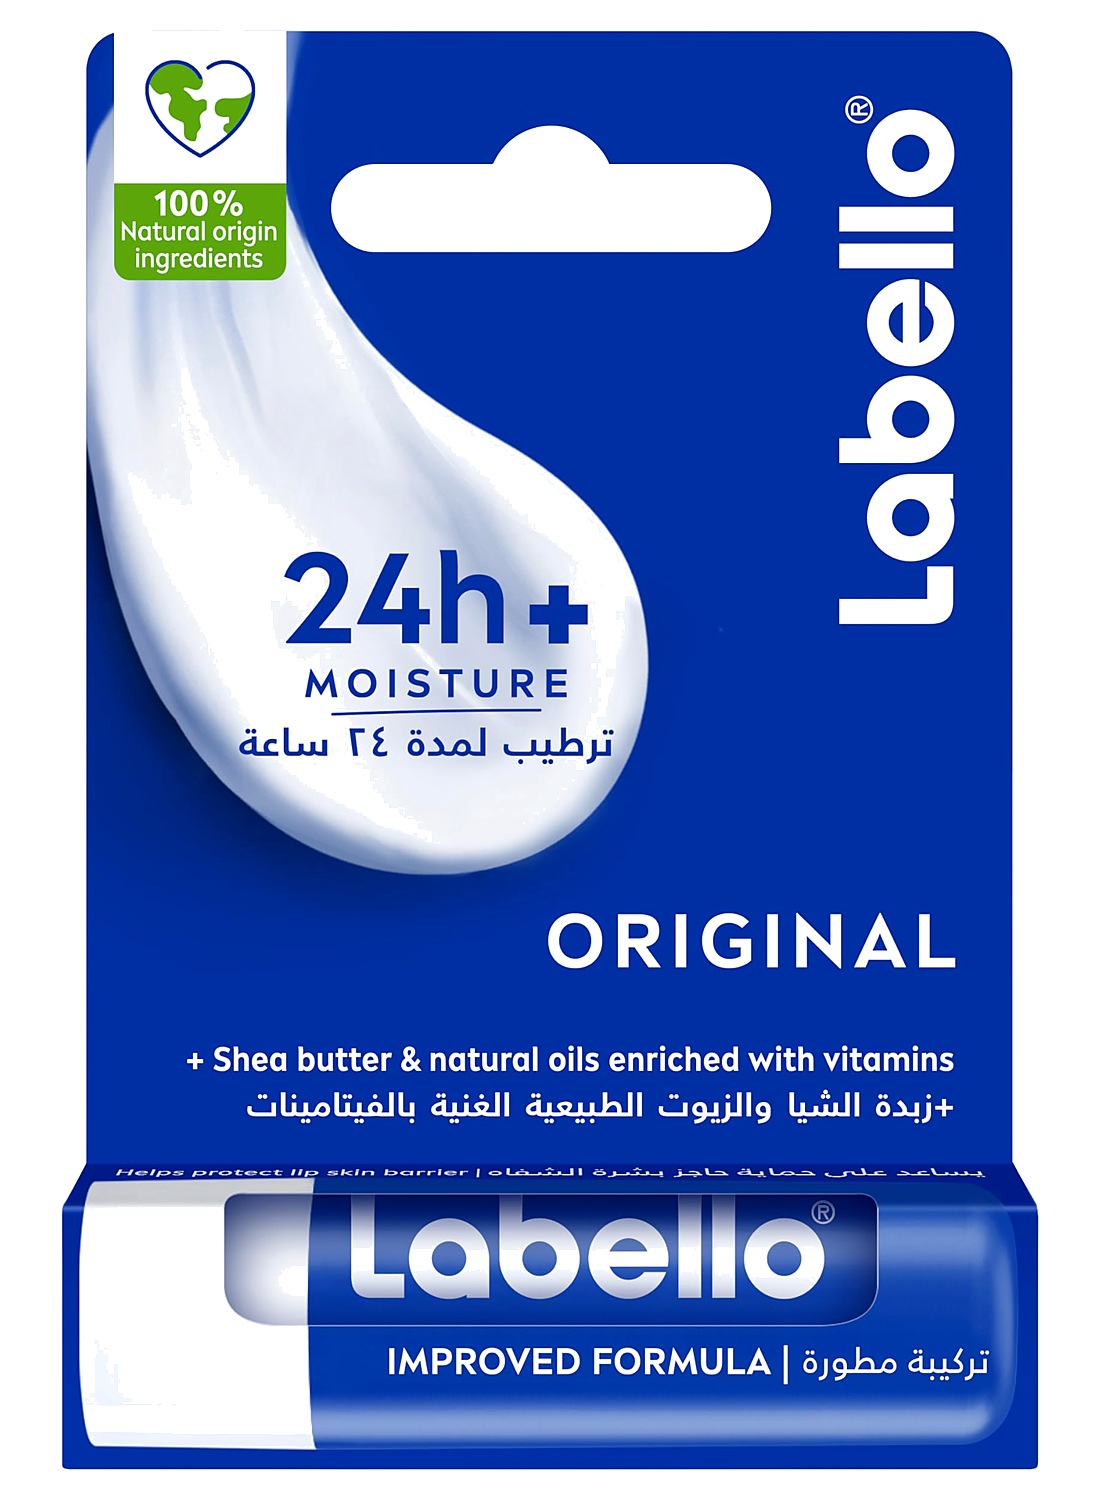 100%
Natural origin
ingredients
Labello®
24h+
MOISTURE
ترطيب لمدة ٢٤ ساعة
ORIGINAL
+ Shea butter & natural oils enriched with vitamins
+زبدة الشيا والزيوت الطبيعية الغنية بالفيتامينات
Helps protect lip skin barrier | يساعد على حماية حاجز بشرة الشفاه
Labello®
IMPROVED FORMULA | تركيبة مطورة